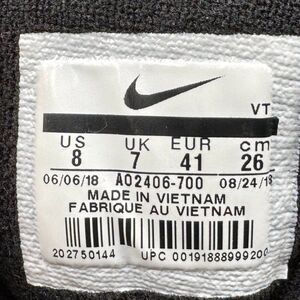 VT
US UK EUR cm
8 7 41 26
06/06/18 AO2406-700 08/24/18
MADE IN VIETNAM
FABRIQUE AU VIETNAM
202750144 UPC 00191888999200